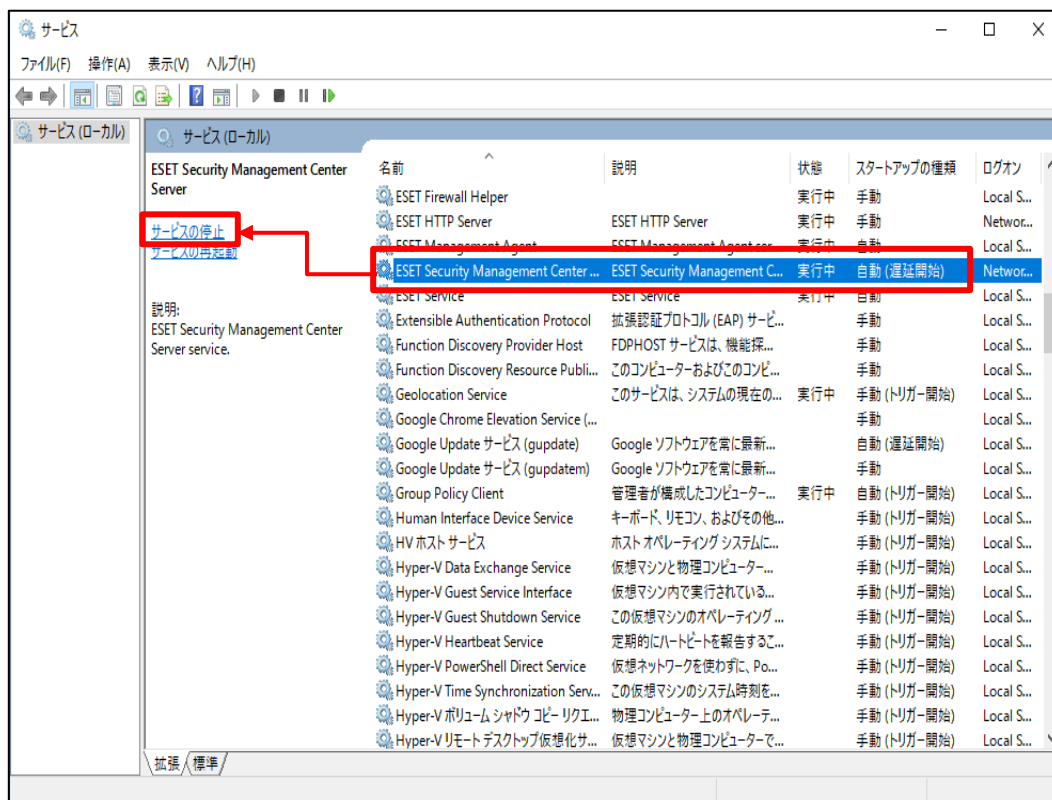 サービス
ファイル(F) 操作(A) 表示(V) ヘルプ(H)
サービス (ローカル)
サービス (ローカル)
ESET Security Management Center
Server
サービスの停止
サービスの再起動
説明:
ESET Security Management Center
Server service.
名前 説明 状態 スタートアップの種類 ログオン
ESET Firewall Helper 実行中 手動 Local S...
ESET HTTP Server ESET HTTP Server 実行中 手動 Networ...
ESET Management Agent ESET Management Agent ser... 実行中 自動 Local S...
ESET Security Management Center ... ESET Security Management C... 実行中 自動 (遅延開始) Networ...
ESET Service ESET Service 実行中 自動 Local S...
Extensible Authentication Protocol 拡張認証プロトコル (EAP) サービ... 手動 Local S...
Function Discovery Provider Host FDPHOST サービスは、機能探... 手動 Local S...
Function Discovery Resource Publi... このコンピューターおよびこのコンピ... 手動 Local S...
Geolocation Service このサービスは、システムの現在の... 実行中 手動 (トリガー開始) Local S...
Google Chrome Elevation Service (... 手動 Local S...
Google Update サービス (gupdate) Google ソフトウェアを常に最新... 自動 (遅延開始) Local S...
Google Update サービス (gupdatem) Google ソフトウェアを常に最新... 手動 Local S...
Group Policy Client 管理者が構成したコンピューター... 実行中 自動 (トリガー開始) Local S...
Human Interface Device Service キーボード、リモコン、およびその他... 手動 (トリガー開始) Local S...
HV ホスト サービス ホスト オペレーティング システムに... 手動 (トリガー開始) Local S...
Hyper-V Data Exchange Service 仮想マシンと物理コンピューター... 手動 (トリガー開始) Local S...
Hyper-V Guest Service Interface 仮想マシン内で実行されている... 手動 (トリガー開始) Local S...
Hyper-V Guest Shutdown Service この仮想マシンのオペレーティング ... 手動 (トリガー開始) Local S...
Hyper-V Heartbeat Service 定期的にハートビートを報告するこ... 手動 (トリガー開始) Local S...
Hyper-V PowerShell Direct Service 仮想ネットワークを使わずに、Po... 手動 (トリガー開始) Local S...
Hyper-V Time Synchronization Serv... この仮想マシンのシステム時刻を... 手動 (トリガー開始) Local S...
Hyper-V ボリューム シャドウ コピー リクエ... 物理コンピューター上のオペレーテ... 手動 (トリガー開始) Local S...
Hyper-V リモート デスクトップ仮想化サ... 仮想マシンと物理コンピューターで... 手動 (トリガー開始) Local S...
拡張 標準